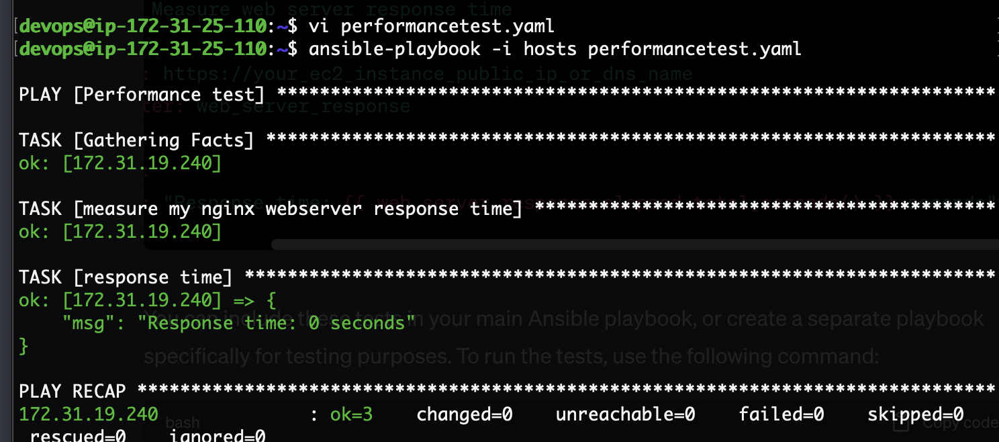 Measure web server response time
devops@ip-172-31-25-110:~$ vi performancetest.yaml
devops@ip-172-31-25-110:~$ ansible-playbook -i hosts performancetest.yaml
: https://your_ec2_instance_public_ip_or_dns_name
PLAY [Performance test] *******************************************************************
ter: web_server_response
TASK [Gathering Facts] ********************************************************************
ok: [172.31.19.240]
"Response time: {{ web_server_res
TASK [measure my nginx webserver response time] *******************************************
ok: [172.31.19.240]
TASK [response time] **********************************************************************
ok: [172.31.19.240] => {
You can include these tests in your main Ansible playbook, or create a separate playbook
"msg": "Response time: 0 seconds"
}
specifically for testing purposes. To run the tests, use the following command:
PLAY RECAP ********************************************************************************
172.31.19.240 : ok=3 changed=0 unreachable=0 failed=0 skipped=0
bash Copy code
rescued=0 ignored=0